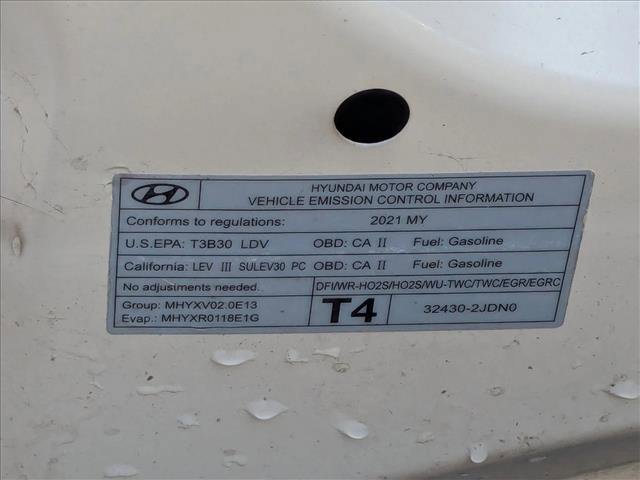 HYUNDAI MOTOR COMPANY
VEHICLE EMISSION CONTROL INFORMATION
Conforms to regulations: 2021 MY
U.S.EPA: T3B30 LDV OBD: CA II Fuel: Gasoline
California: LEV III SULEV30 PC OBD: CA II Fuel: Gasoline
No adjustments needed. DFI/WR-HO2S/HO2S/WU-TWC/TWC/EGR/EGRC
Group: MHYXV02.0E13
Evap.: MHYXR0118E1G
T4 32430-2JDN0